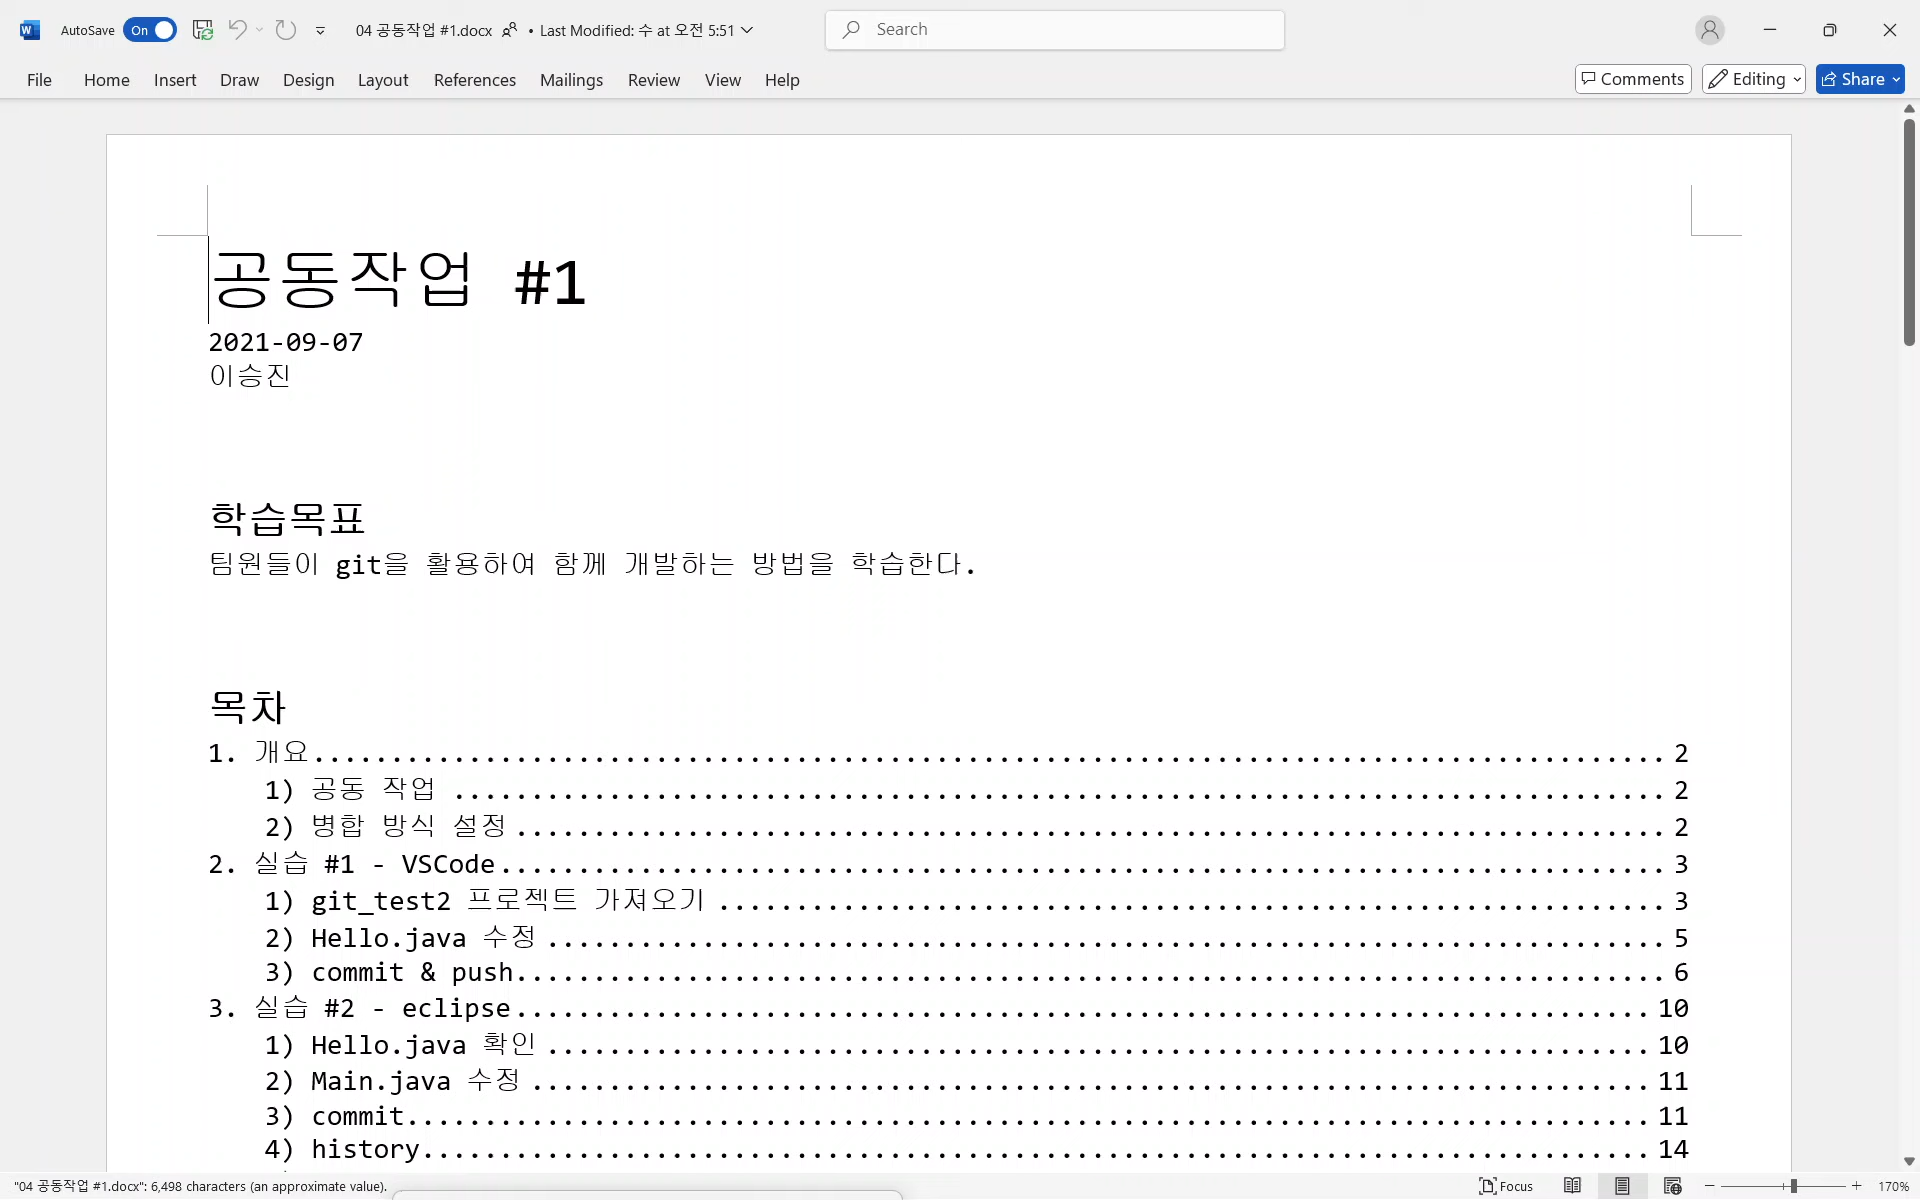 AutoSave On 04 공동작업 #1.docx • Last Modified: 수 at 오전 5:51 Search
File Home Insert Draw Design Layout References Mailings Review View Help Comments Editing Share
공동작업 #1
2021-09-07
이승진
학습목표
팀원들이 git을 활용하여 함께 개발하는 방법을 학습한다.
목차
1. 개요 2
1) 공동 작업 2
2) 병합 방식 설정 2
2. 실습 #1 - VSCode 3
1) git_test2 프로젝트 가져오기 3
2) Hello.java 수정 5
3) commit & push 6
3. 실습 #2 - eclipse 10
1) Hello.java 확인 10
2) Main.java 수정 11
3) commit 11
4) history 14
"04 공동작업 #1.docx": 6,498 characters (an approximate value). Focus 170%